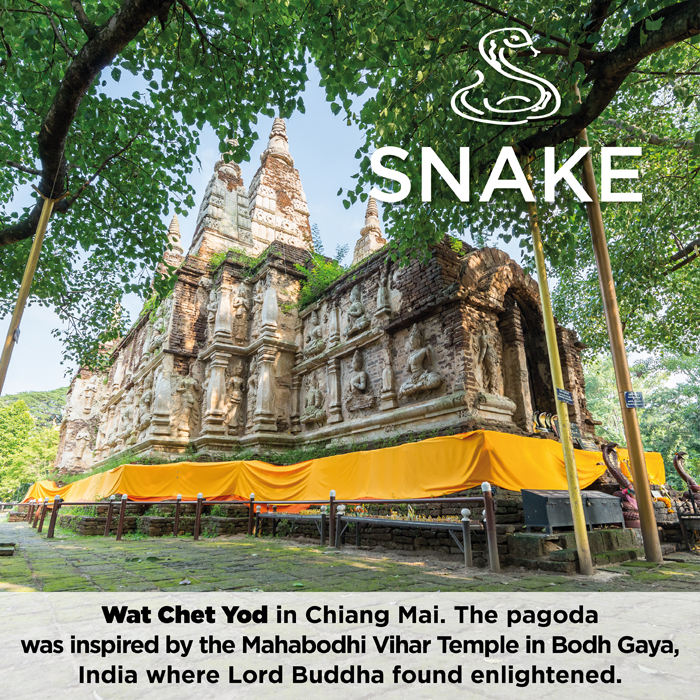 SNAKE
Wat Chet Yod in Chiang Mai. The pagoda
was inspired by the Mahabodhi Vihar Temple in Bodh Gaya,
India where Lord Buddha found enlightened.